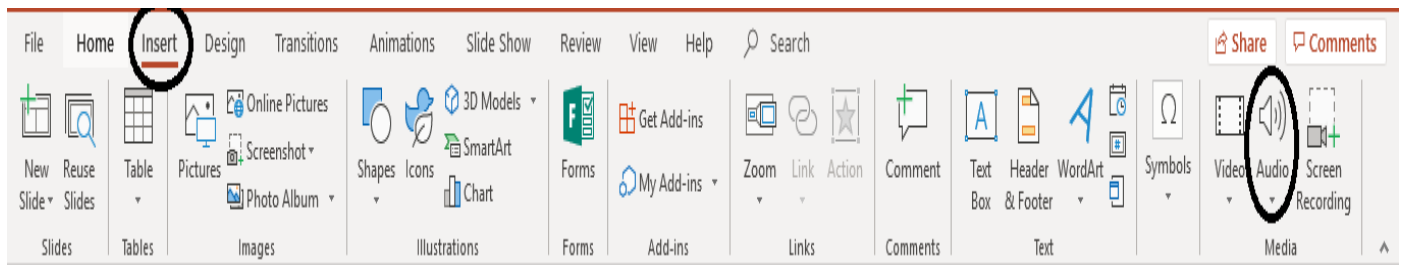 File Home Insert Design Transitions Animations Slide Show Review View Help Search Share Comments
New Slide
Reuse Slides
Table
Pictures
Online Pictures
Screenshot
Photo Album
Shapes
Icons
3D Models
SmartArt
Chart
Forms
Get Add-ins
My Add-ins
Zoom
Link
Action
Comment
Text Box
Header & Footer
WordArt
Symbols
Video
Audio
Screen Recording
Slides Tables Images Illustrations Forms Add-ins Links Comments Text Media